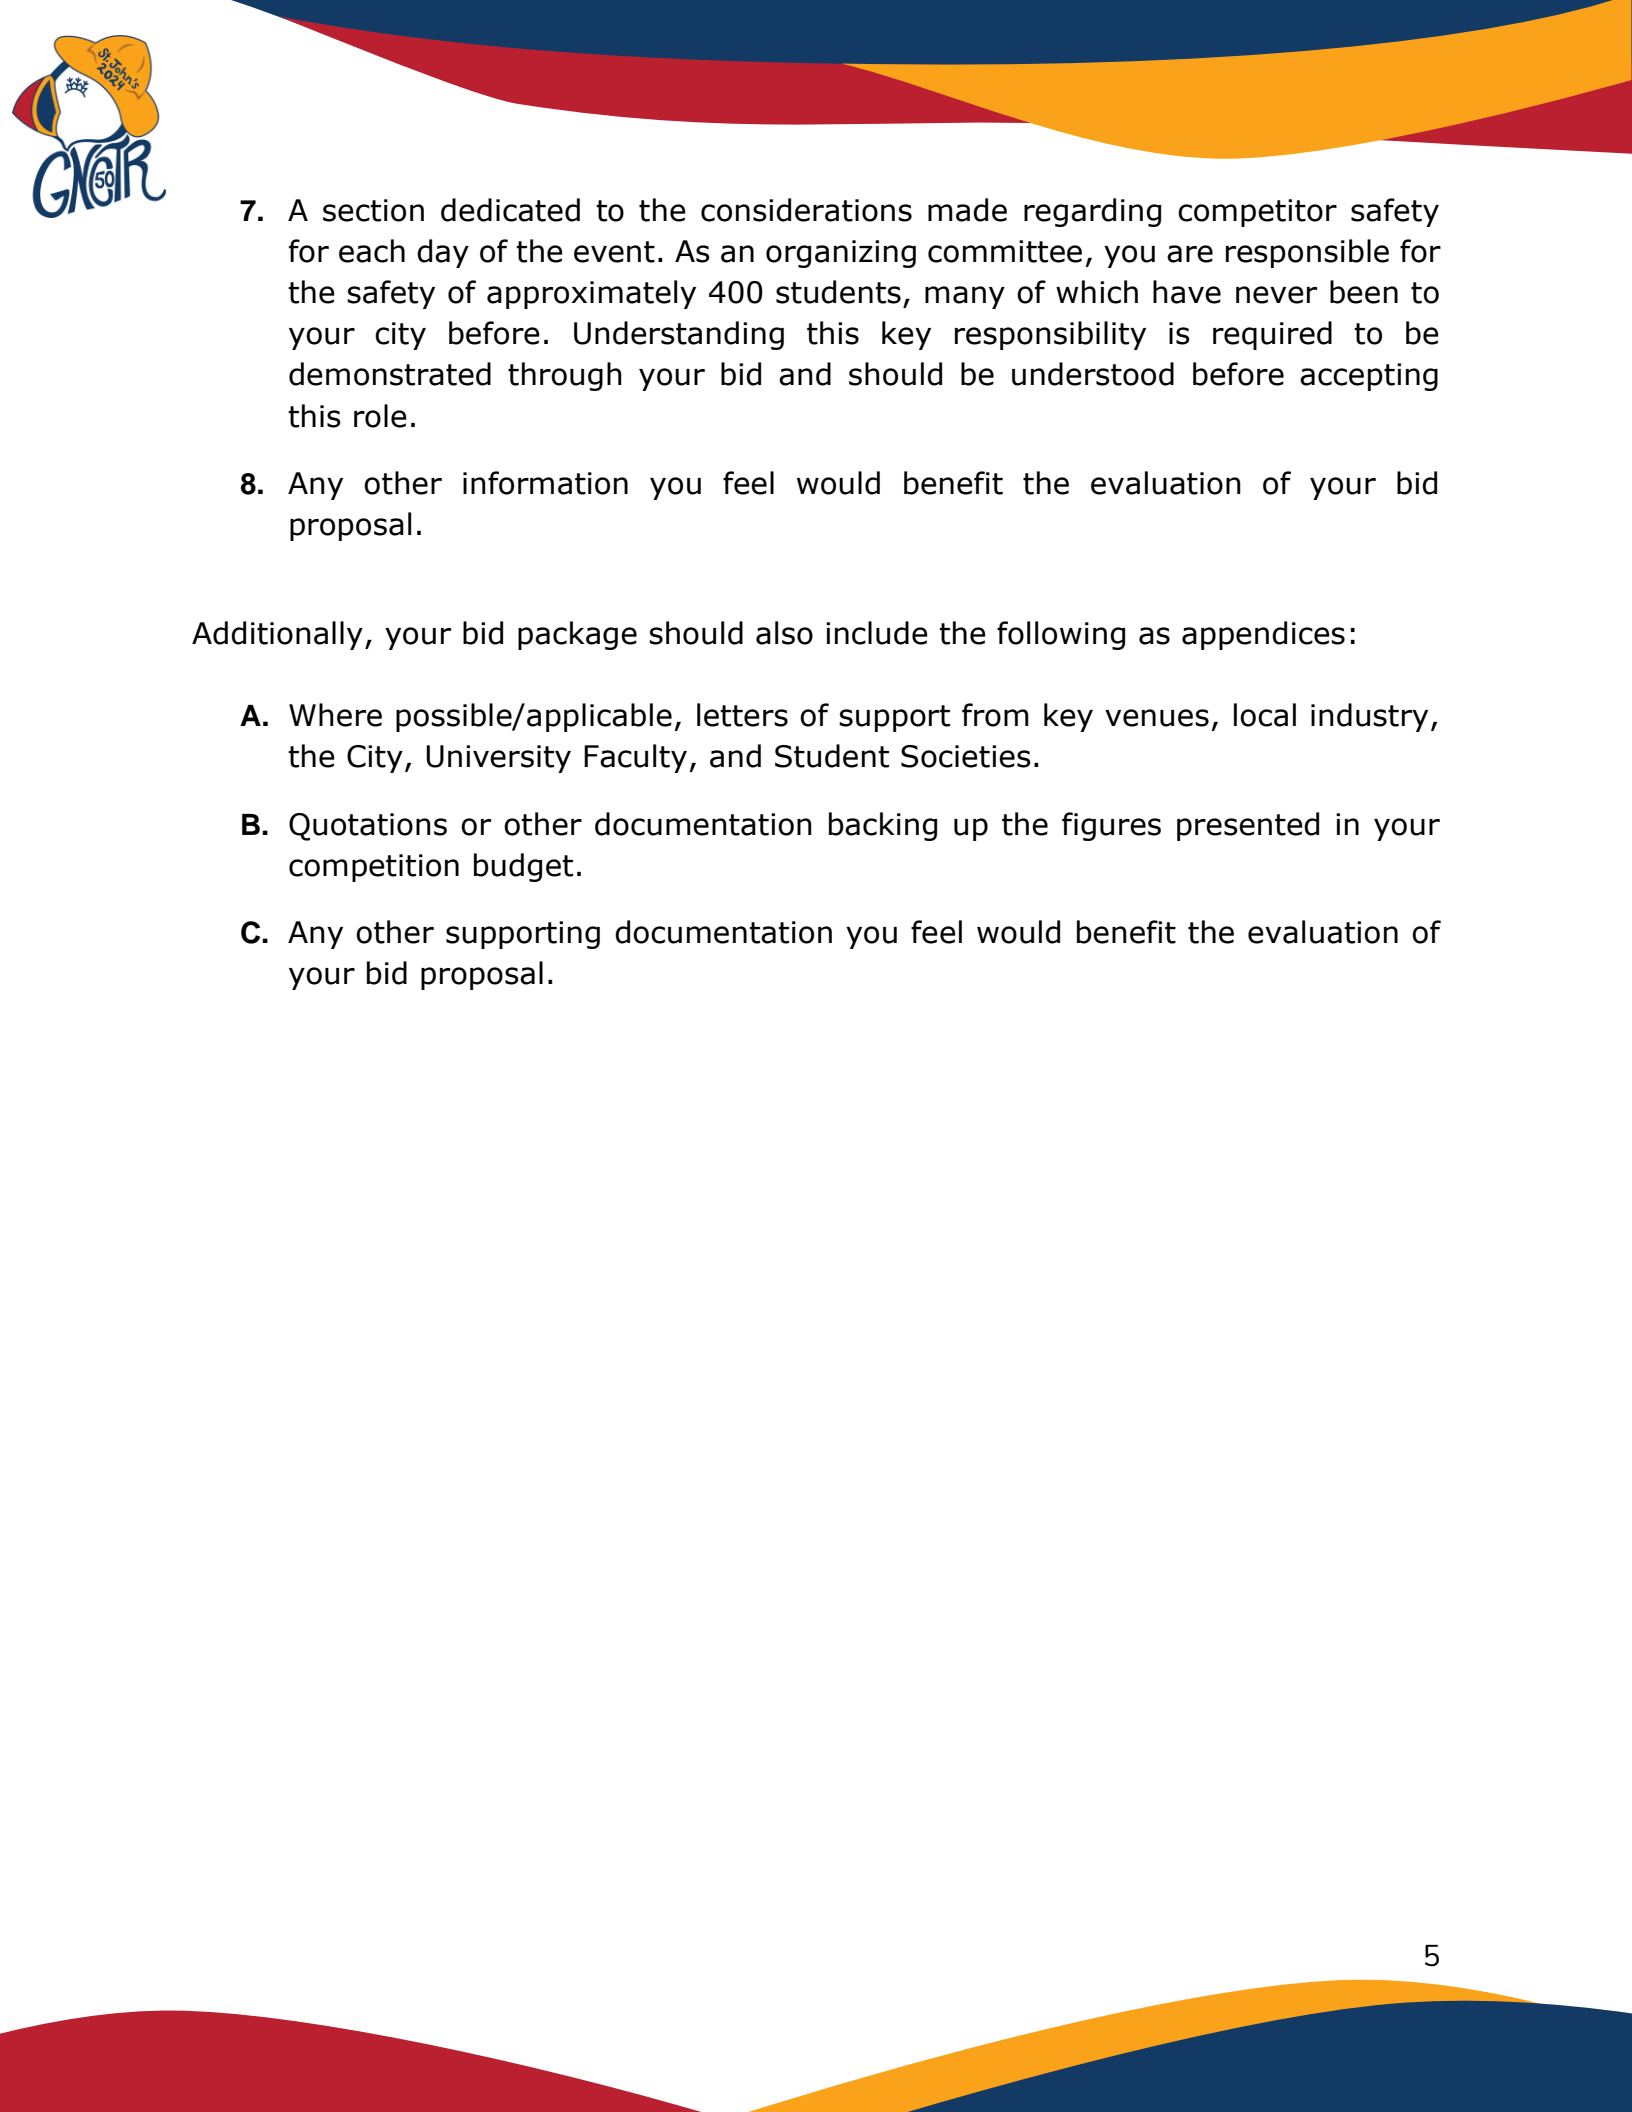 St. John's
2024
GNCTR
50
7. A section dedicated to the considerations made regarding competitor safety
for each day of the event. As an organizing committee, you are responsible for
the safety of approximately 400 students, many of which have never been to
your city before. Understanding this key responsibility is required to be
demonstrated through your bid and should be understood before accepting
this role.
8. Any other information you feel would benefit the evaluation of your bid
proposal.
Additionally, your bid package should also include the following as appendices:
A. Where possible/applicable, letters of support from key venues, local industry,
the City, University Faculty, and Student Societies.
B. Quotations or other documentation backing up the figures presented in your
competition budget.
C. Any other supporting documentation you feel would benefit the evaluation of
your bid proposal.
5